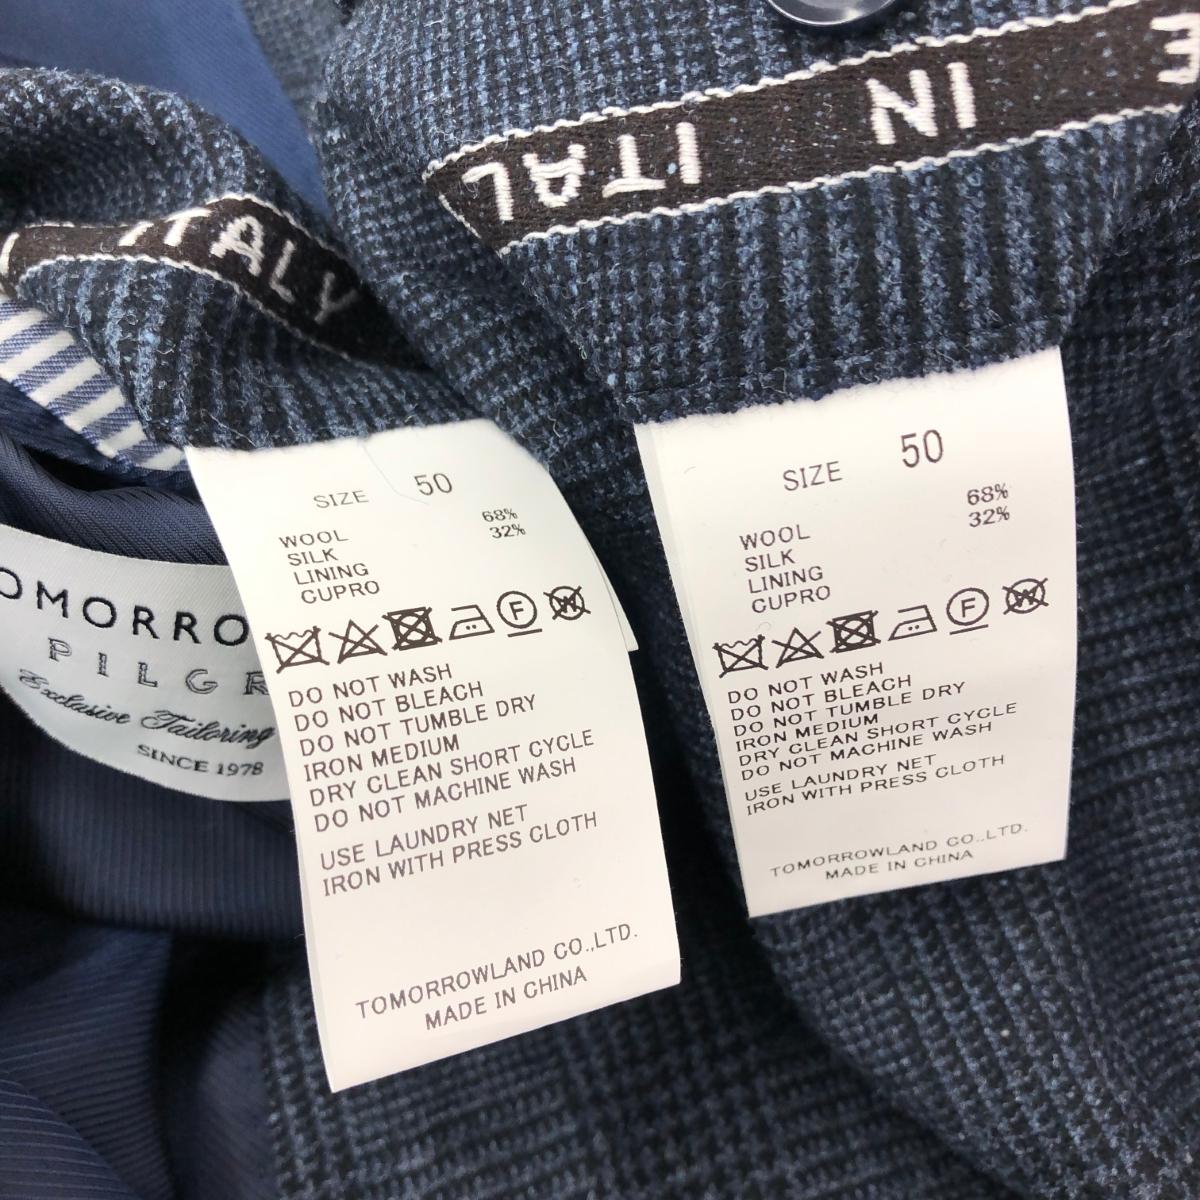 E IN ITAL
ITALY
OMORRO
PILGR
Exclusive Tailoring
SINCE 1978
SIZE 50
WOOL 68%
SILK 32%
LINING
CUPRO
F W
DO NOT WASH
DO NOT BLEACH
DO NOT TUMBLE DRY
IRON MEDIUM
DRY CLEAN SHORT CYCLE
DO NOT MACHINE WASH
USE LAUNDRY NET
IRON WITH PRESS CLOTH
TOMORROWLAND CO.,LTD.
MADE IN CHINA
SIZE 50
WOOL 68%
SILK 32%
LINING
CUPRO
F W
DO NOT WASH
DO NOT BLEACH
DO NOT TUMBLE DRY
IRON MEDIUM
DRY CLEAN SHORT CYCLE
DO NOT MACHINE WASH
USE LAUNDRY NET
IRON WITH PRESS CLOTH
TOMORROWLAND CO.,LTD.
MADE IN CHINA